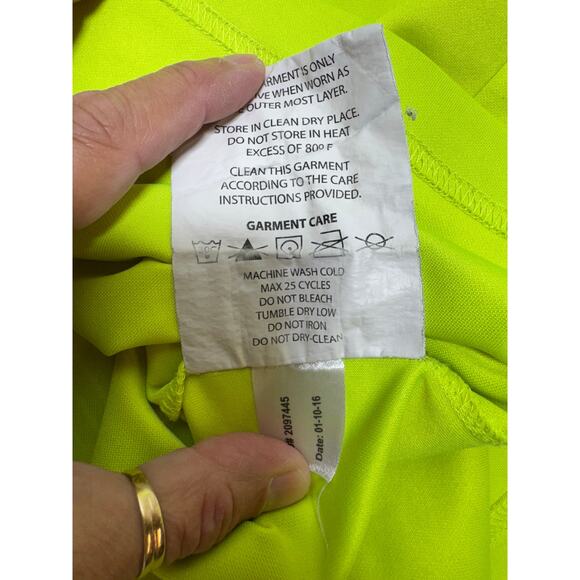 ARMENT IS ONLY
VE WHEN WORN AS
OUTER MOST LAYER.
STORE IN CLEAN DRY PLACE.
DO NOT STORE IN HEAT
EXCESS OF 80º F
CLEAN THIS GARMENT
ACCORDING TO THE CARE
INSTRUCTIONS PROVIDED.
GARMENT CARE
MACHINE WASH COLD
MAX 25 CYCLES
DO NOT BLEACH
TUMBLE DRY LOW
DO NOT IRON
DO NOT DRY-CLEAN
# 2097445
Date: 01-10-16